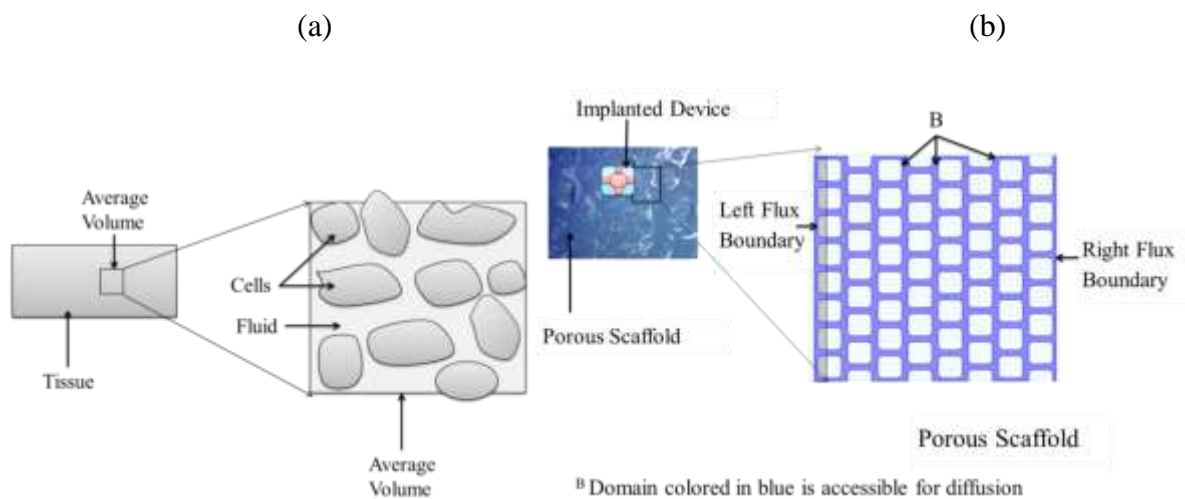 (a)
Average
Volume
Cells
Fluid
Tissue
Average
Volume
(b)
Implanted Device
B
Left Flux
Boundary
Right Flux
Boundary
Porous Scaffold
Porous Scaffold
B Domain colored in blue is accessible for diffusion